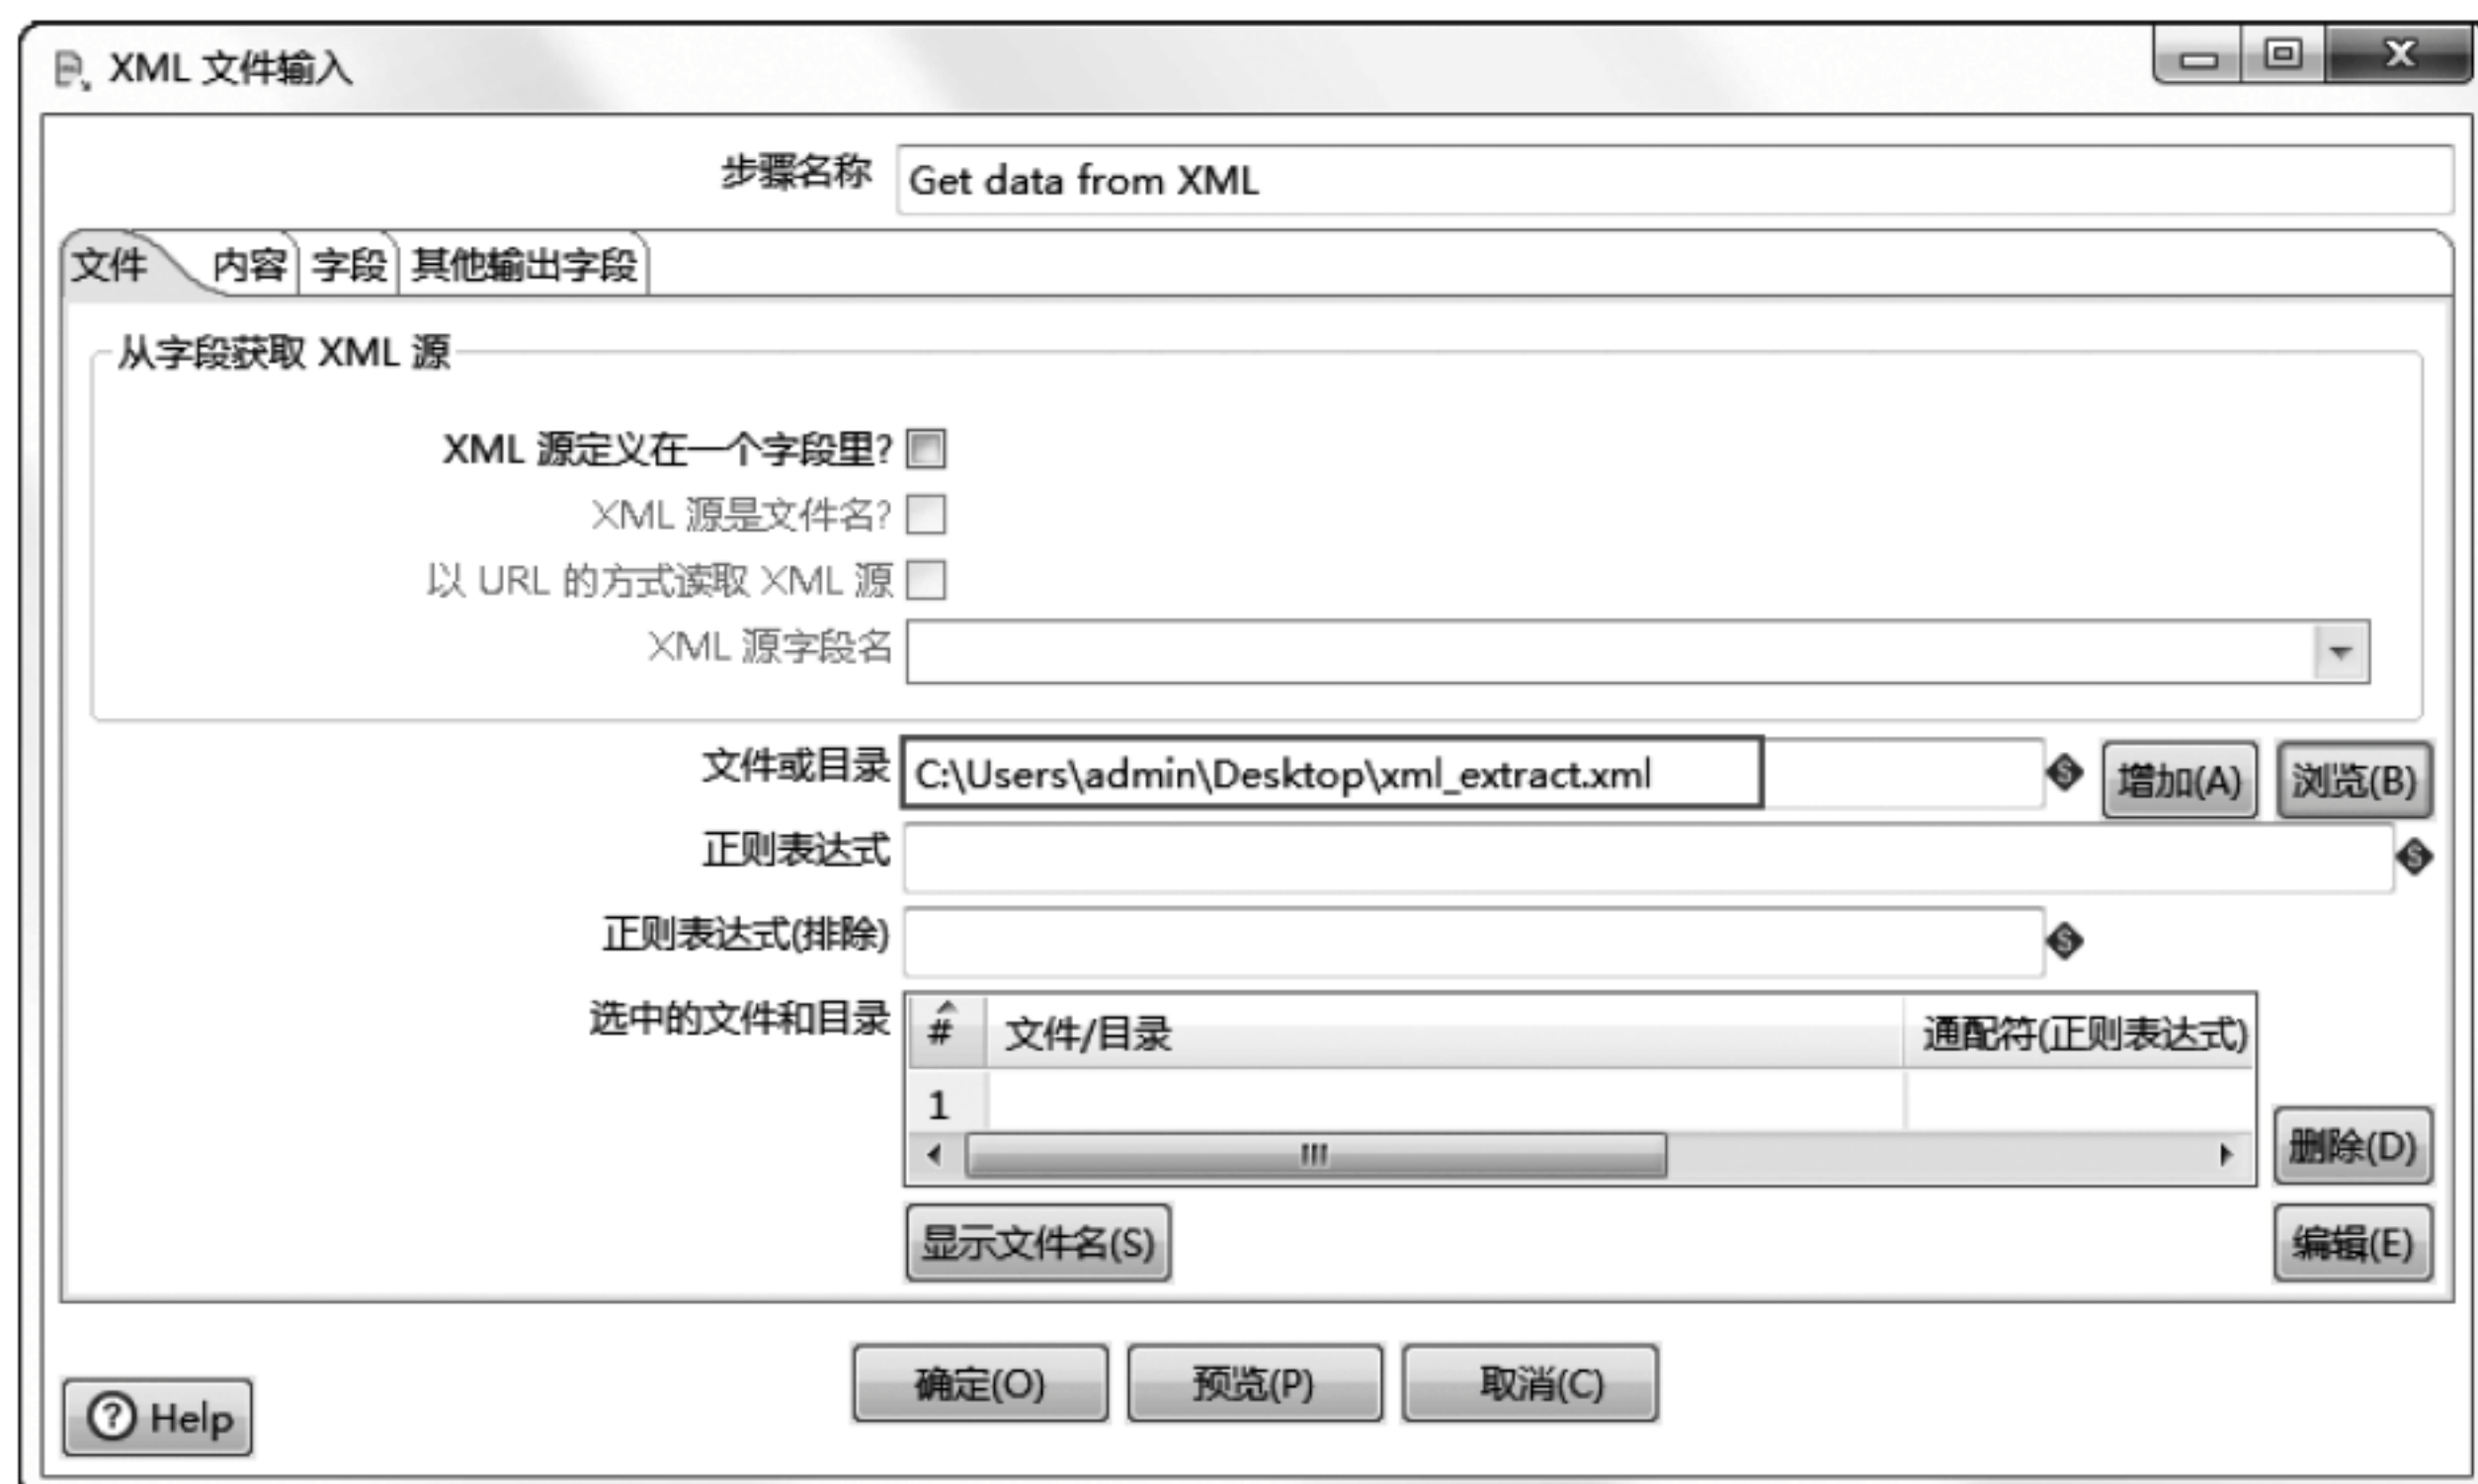 XML 文件输入
步骤名称 Get data from XML
文件 内容 字段 其他输出字段
从字段获取 XML 源
XML 源定义在一个字段里?
XML 源是文件名?
以 URL 的方式读取 XML 源
XML 源字段名
文件或目录 C:\Users\admin\Desktop\xml_extract.xml 增加(A) 浏览(B)
正则表达式
正则表达式(排除)
选中的文件和目录 # 文件/目录 通配符(正则表达式)
1
删除(D)
显示文件名(S) 编辑(E)
确定(O) 预览(P) 取消(C)
Help